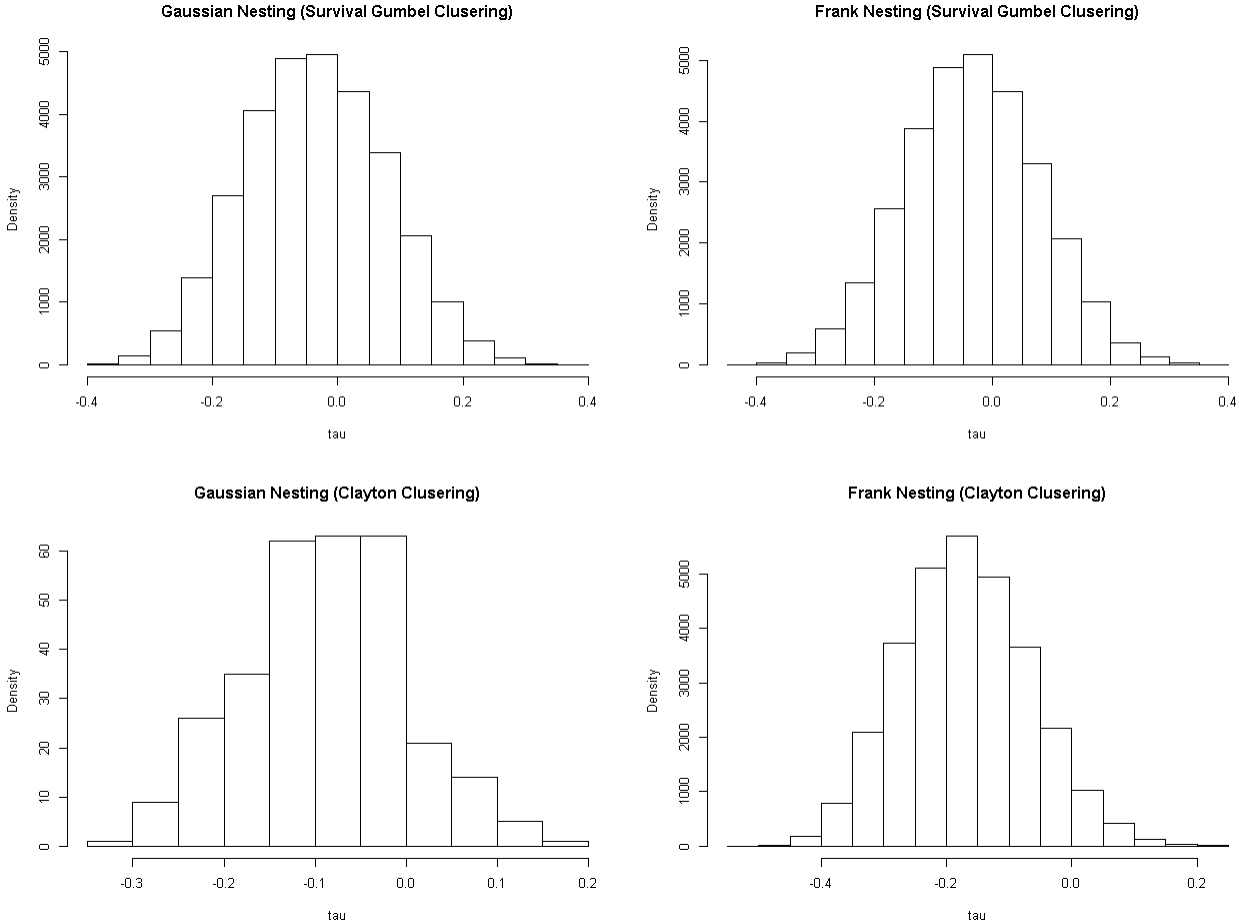 Gaussian Nesting (Survival Gumbel Clusering)
Density
0 1000 2000 3000 4000 5000
-0.4 -0.2 0.0 0.2 0.4
tau
Frank Nesting (Survival Gumbel Clusering)
Density
0 1000 2000 3000 4000 5000
-0.4 -0.2 0.0 0.2 0.4
tau
Gaussian Nesting (Clayton Clusering)
Density
0 10 20 30 40 50 60
-0.3 -0.2 -0.1 0.0 0.1 0.2
tau
Frank Nesting (Clayton Clusering)
Density
0 1000 2000 3000 4000 5000
-0.4 -0.2 0.0 0.2
tau